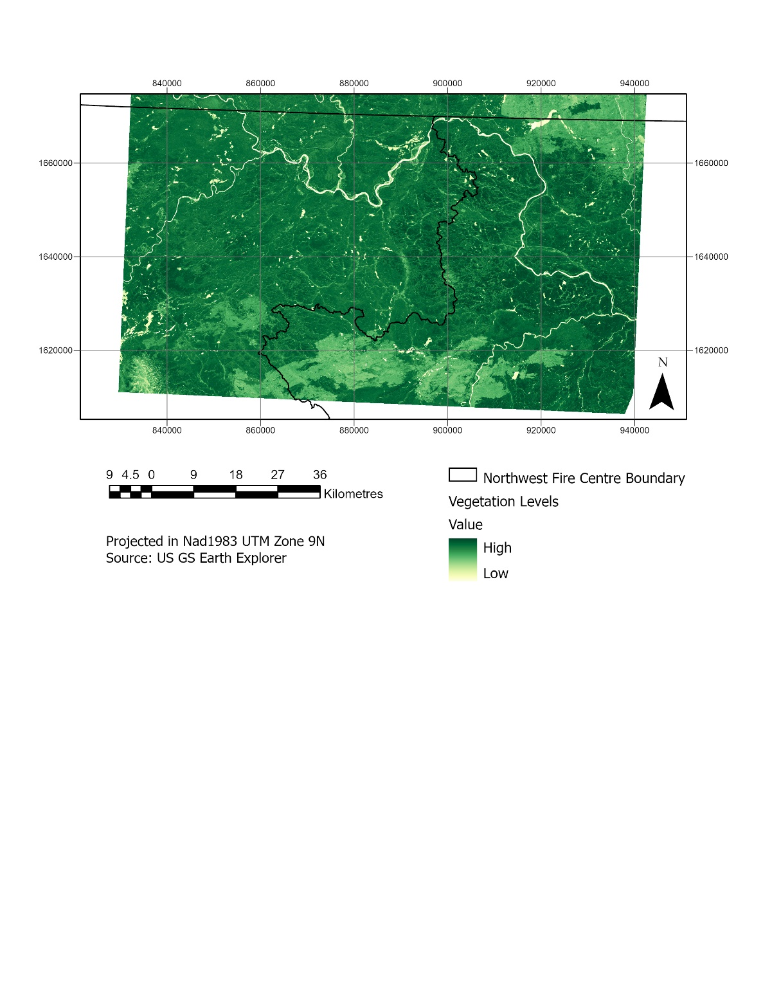 840000 860000 880000 900000 920000 940000
1660000 1660000
1640000 1640000
1620000 1620000
N
840000 860000 880000 900000 920000 940000
9 4.5 0 9 18 27 36
Kilometres
Northwest Fire Centre Boundary
Vegetation Levels
Value
High
Low
Projected in Nad1983 UTM Zone 9N
Source: US GS Earth Explorer